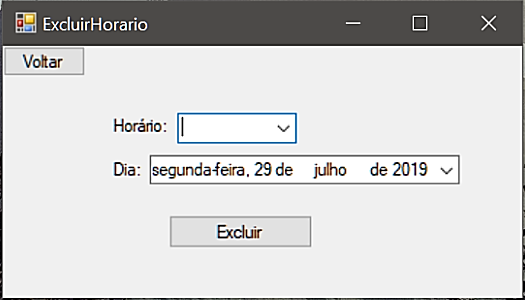 ExcluirHorario
Voltar
Horário:
Dia: segunda-feira, 29 de julho de 2019
Excluir